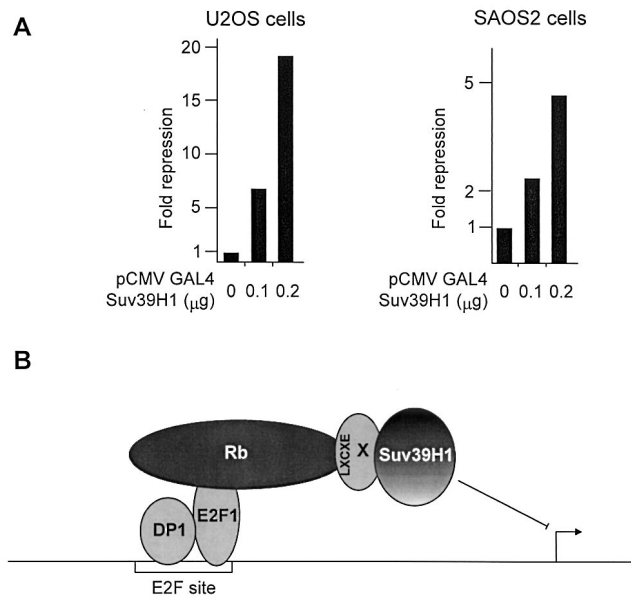 A
U2OS cells
Fold repression
20
15
10
5
1
pCMV GAL4
Suv39H1 (µg)
0 0.1 0.2
SAOS2 cells
Fold repression
5
2
1
pCMV GAL4
Suv39H1 (µg)
0 0.1 0.2
B
Rb
LXCXE
X
Suv39H1
DP1
E2F1
E2F site